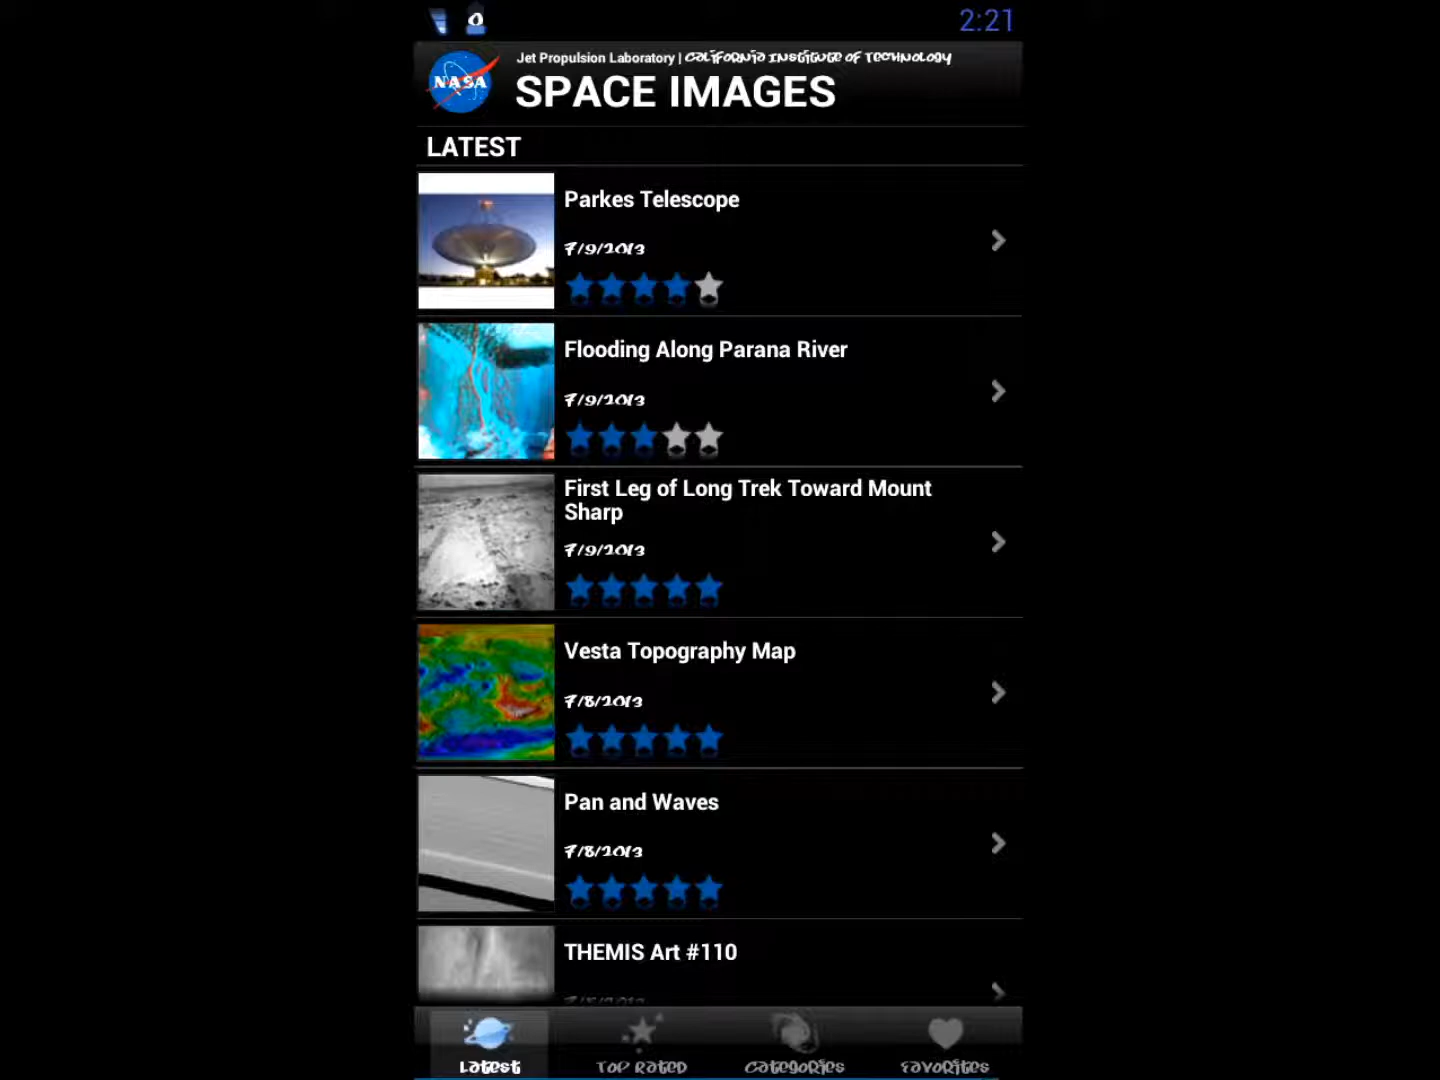 2:21
NASA
Jet Propulsion Laboratory | California Institute of Technology
SPACE IMAGES
LATEST
Parkes Telescope
7/9/2013
Flooding Along Parana River
7/9/2013
First Leg of Long Trek Toward Mount
Sharp
7/9/2013
Vesta Topography Map
7/8/2013
Pan and Waves
7/8/2013
THEMIS Art #110
Latest Top Rated Categories Favorites